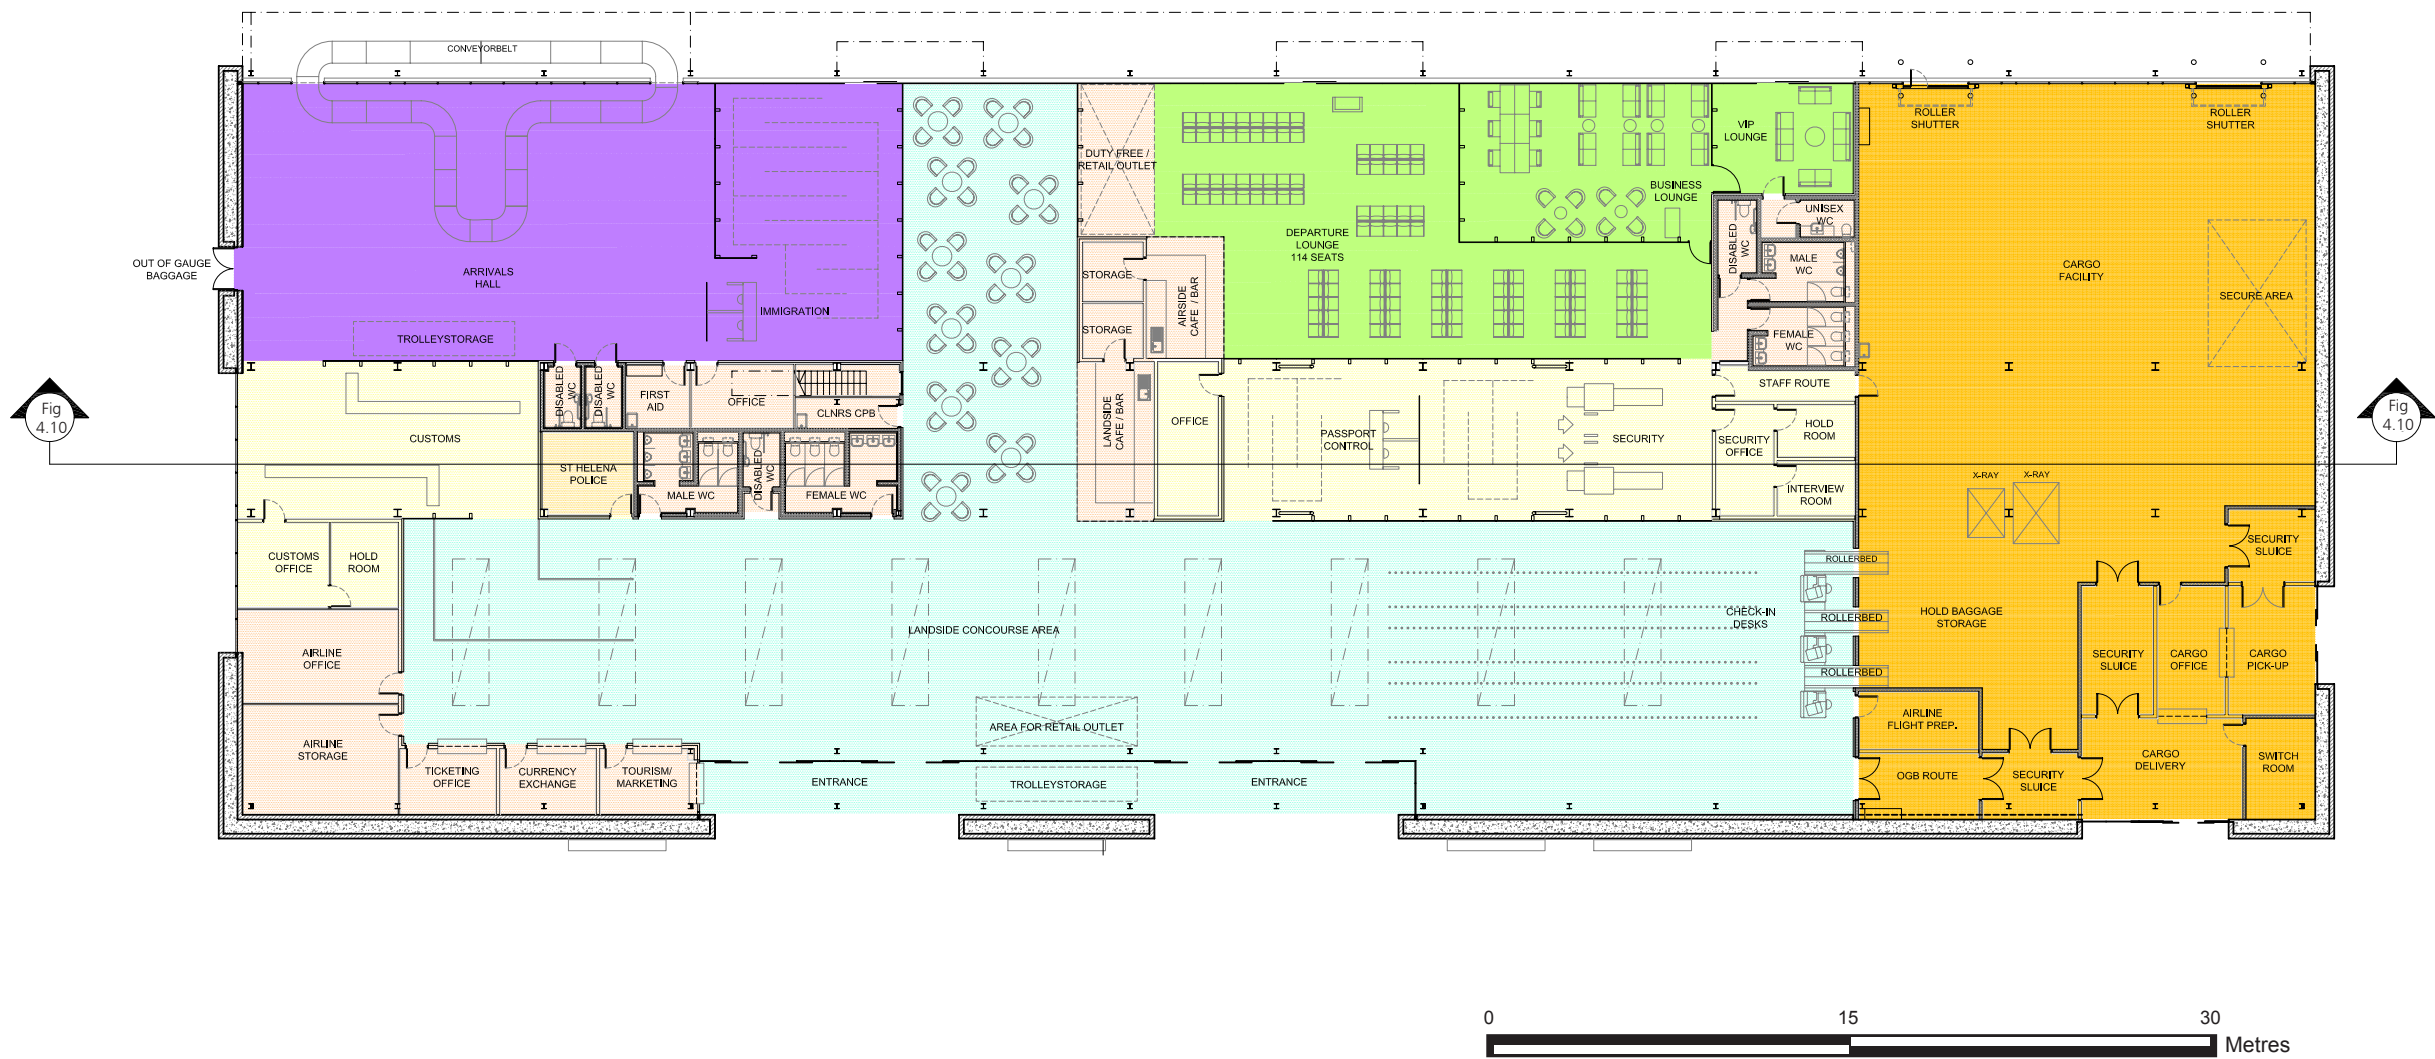 CONVEYORBELT
ROLLER
SHUTTER
ROLLER
SHUTTER
VIP
LOUNGE
DUTY FREE /
RETAIL OUTLET
BUSINESS
LOUNGE
UNISEX
WC
DISABLED
WC
DEPARTURE
LOUNGE
114 SEATS
MALE
WC
OUT OF GAUGE
BAGGAGE
ARRIVALS
HALL
STORAGE
CARGO
FACILITY
SECURE AREA
IMMIGRATION
AIRSIDE
CAFE / BAR
TROLLEYSTORAGE
STORAGE
FEMALE
WC
DISABLED
WC
DISABLED
WC
FIRST
AID
OFFICE
CLNRS CPB
STAFF ROUTE
Fig
4.10
Fig
4.10
LANDSIDE
CAFE / BAR
OFFICE
CUSTOMS
PASSPORT
CONTROL
SECURITY
SECURITY
OFFICE
HOLD
ROOM
ST HELENA
POLICE
DISABLED
WC
MALE WC
FEMALE WC
INTERVIEW
ROOM
X-RAY
X-RAY
CUSTOMS
OFFICE
HOLD
ROOM
SECURITY
SLUICE
ROLLERBED
CHECK-IN
DESKS
ROLLERBED
HOLD BAGGAGE
STORAGE
LANDSIDE CONCOURSE AREA
AIRLINE
OFFICE
SECURITY
SLUICE
CARGO
OFFICE
CARGO
PICK-UP
ROLLERBED
AIRLINE
FLIGHT PREP.
AREA FOR RETAIL OUTLET
AIRLINE
STORAGE
TICKETING
OFFICE
CURRENCY
EXCHANGE
TOURISM/
MARKETING
ENTRANCE
TROLLEYSTORAGE
ENTRANCE
OGB ROUTE
SECURITY
SLUICE
CARGO
DELIVERY
SWITCH
ROOM
0 15 30
Metres